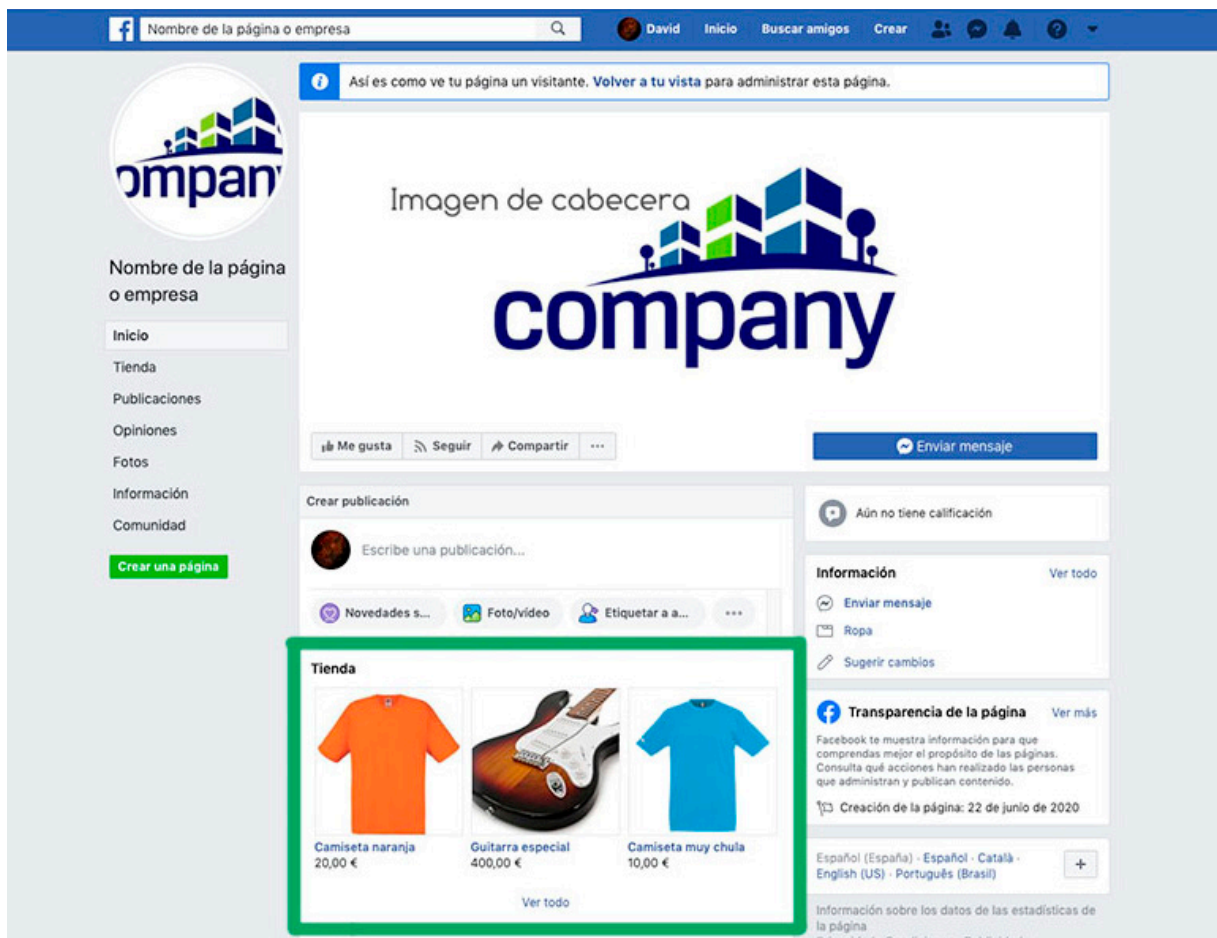 Nombre de la página o empresa
David
Inicio
Buscar amigos
Crear
Así es como ve tu página un visitante. Volver a tu vista para administrar esta página.
ompany
Nombre de la página
o empresa
Inicio
Tienda
Publicaciones
Opiniones
Fotos
Información
Comunidad
Crear una página
Imagen de cabecera
company
Me gusta
Seguir
Compartir
Enviar mensaje
Crear publicación
Escribe una publicación...
Novedades s...
Foto/vídeo
Etiquetar a a...
Tienda
Camiseta naranja
20,00 €
Guitarra especial
400,00 €
Camiseta muy chula
10,00 €
Ver todo
Aún no tiene calificación
Información Ver todo
Enviar mensaje
Ropa
Sugerir cambios
Transparencia de la página Ver más
Facebook te muestra información para que
comprendas mejor el propósito de las páginas.
Consulta qué acciones han realizado las personas
que administran y publican contenido.
Creación de la página: 22 de junio de 2020
Español (España) · Español · Català ·
English (US) · Português (Brasil)
Información sobre los datos de las estadísticas de
la página